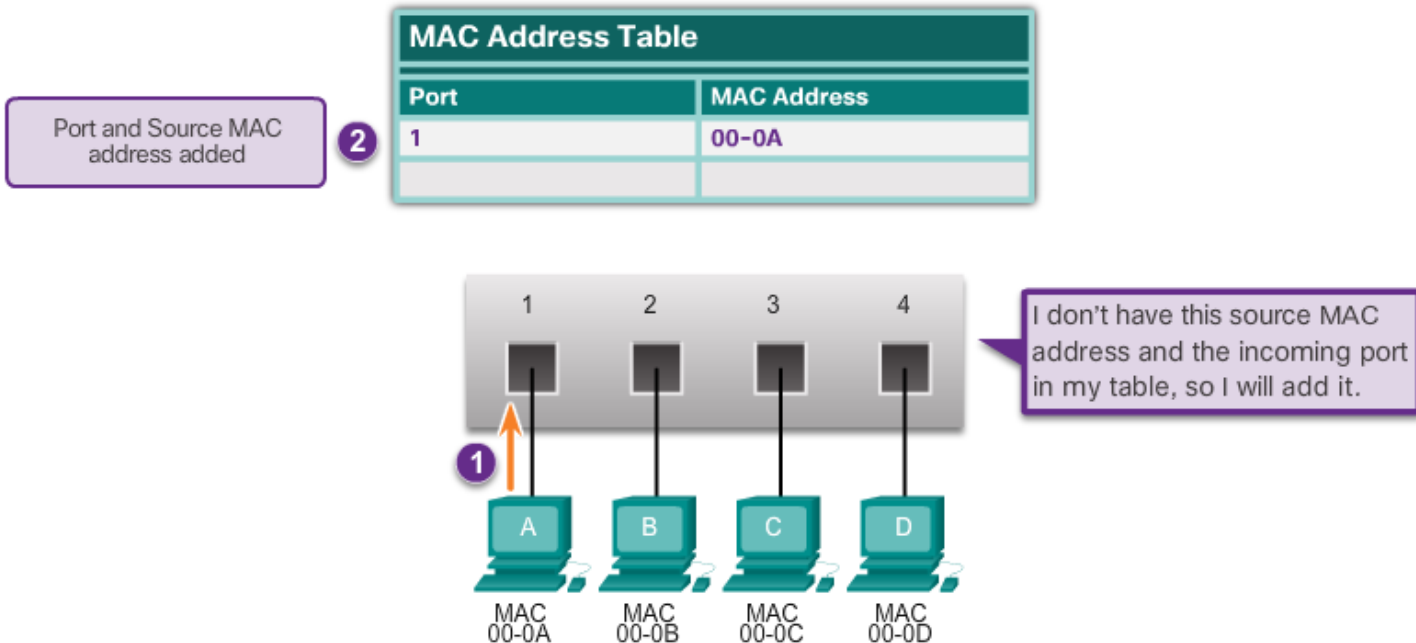 MAC Address Table
Port MAC Address
Port and Source MAC
address added
2
1 00-0A
1 2 3 4
I don't have this source MAC
address and the incoming port
in my table, so I will add it.
1
A B C D
MAC MAC MAC MAC
00-0A 00-0B 00-0C 00-0D